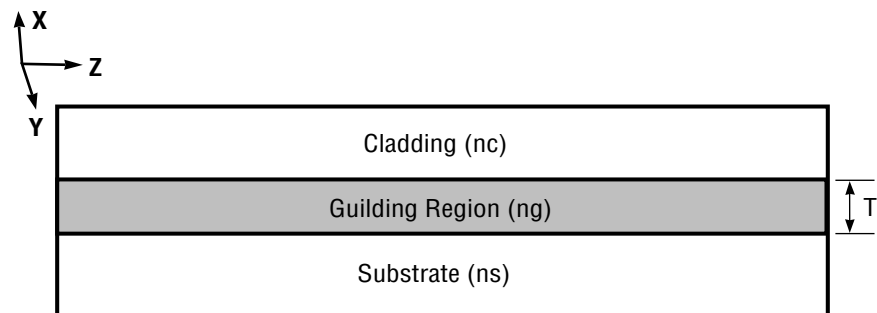 X
Z
Y
Cladding (nc)
Guilding Region (ng)
T
Substrate (ns)